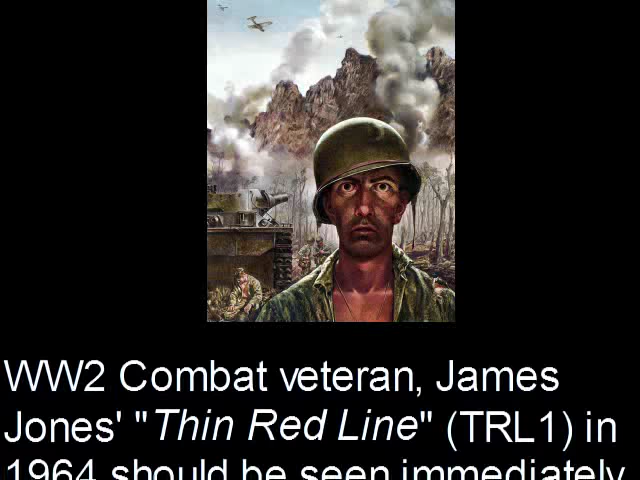 WW2 Combat veteran, James
Jones' "Thin Red Line" (TRL1) in
1964 should be seen immediately